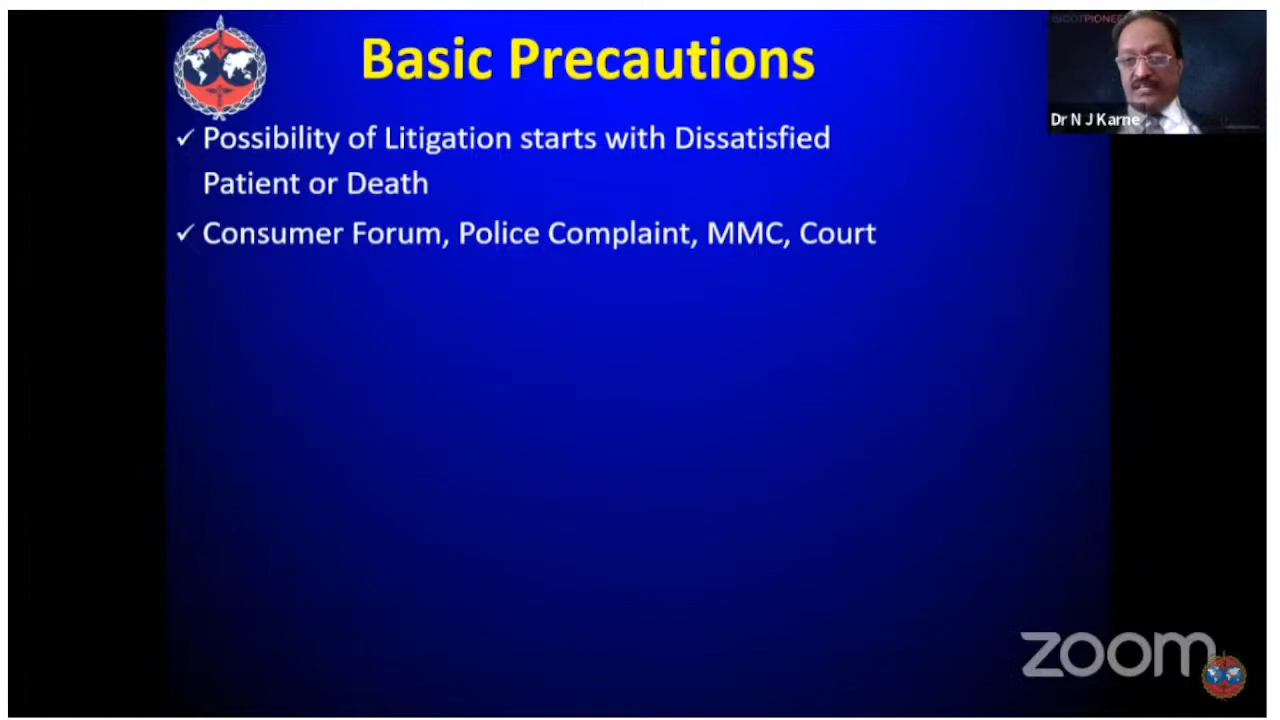 Basic Precautions
SICOTPIONEE
Dr N J Karne
✓ Possibility of Litigation starts with Dissatisfied
Patient or Death
✓ Consumer Forum, Police Complaint, MMC, Court
zoom